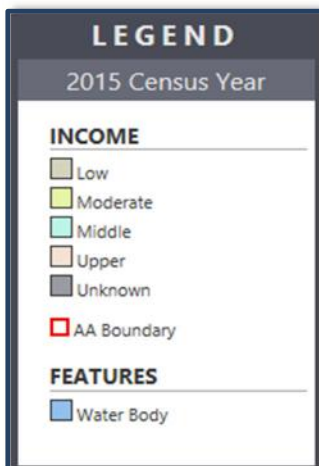 LEGEND
2015 Census Year
INCOME
Low
Moderate
Middle
Upper
Unknown
AA Boundary
FEATURES
Water Body